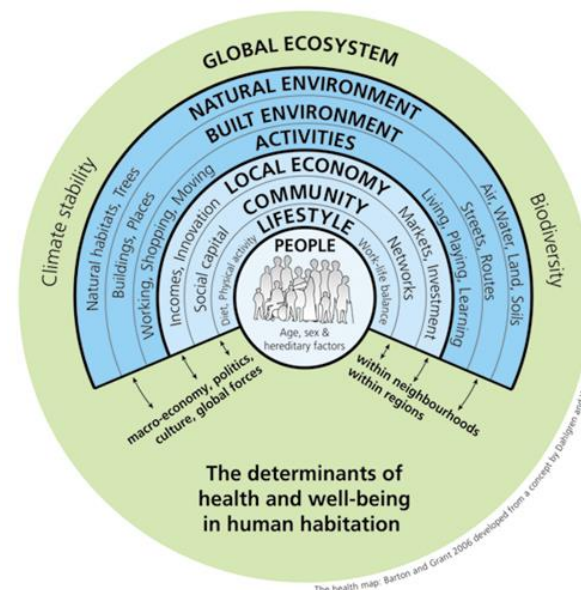 GLOBAL ECOSYSTEM
NATURAL ENVIRONMENT
BUILT ENVIRONMENT
ACTIVITIES
LOCAL ECONOMY
COMMUNITY
LIFESTYLE
PEOPLE
Climate stability
Natural habitats, Trees
Buildings, Places
Working, Shopping, Moving
Incomes, Innovation
Social capital
Diet, Physical activity
Work-life balance
Networks
Markets, Investment
Living, Playing, Learning
Streets, Routes
Air, Water, Land, Soils
Biodiversity
Age, sex &
hereditary factors
macro-economy, politics,
culture, global forces
within neighbourhoods
within regions
The determinants of
health and well-being
in human habitation
The health map: Barton and Grant 2006 developed from a concept by Dahlgren and